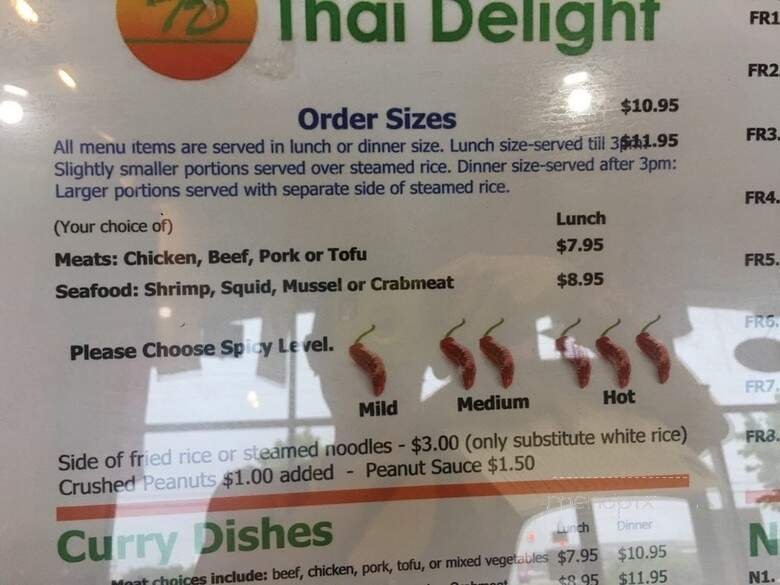 TD Thai Delight
Order Sizes
$10.95
All menu items are served in lunch or dinner size. Lunch size-served till 3pm:
$11.95
Slightly smaller portions served over steamed rice. Dinner size-served after 3pm:
Larger portions served with separate side of steamed rice.
(Your choice of)
Lunch
Meats: Chicken, Beef, Pork or Tofu
$7.95
Seafood: Shrimp, Squid, Mussel or Crabmeat
$8.95
Please Choose Spicy Level.
Mild
Medium
Hot
Side of fried rice or steamed noodles - $3.00 (only substitute white rice)
Crushed Peanuts $1.00 added - Peanut Sauce $1.50
menupix
Curry Dishes
Lunch Dinner
Meat choices include: beef, chicken, pork, tofu, or mixed vegetables $7.95 $10.95
$8.95 $11.95
FR1
FR2
FR3.
FR4.
FR5.
FR6.
FR7.
FR8.
N
N1.